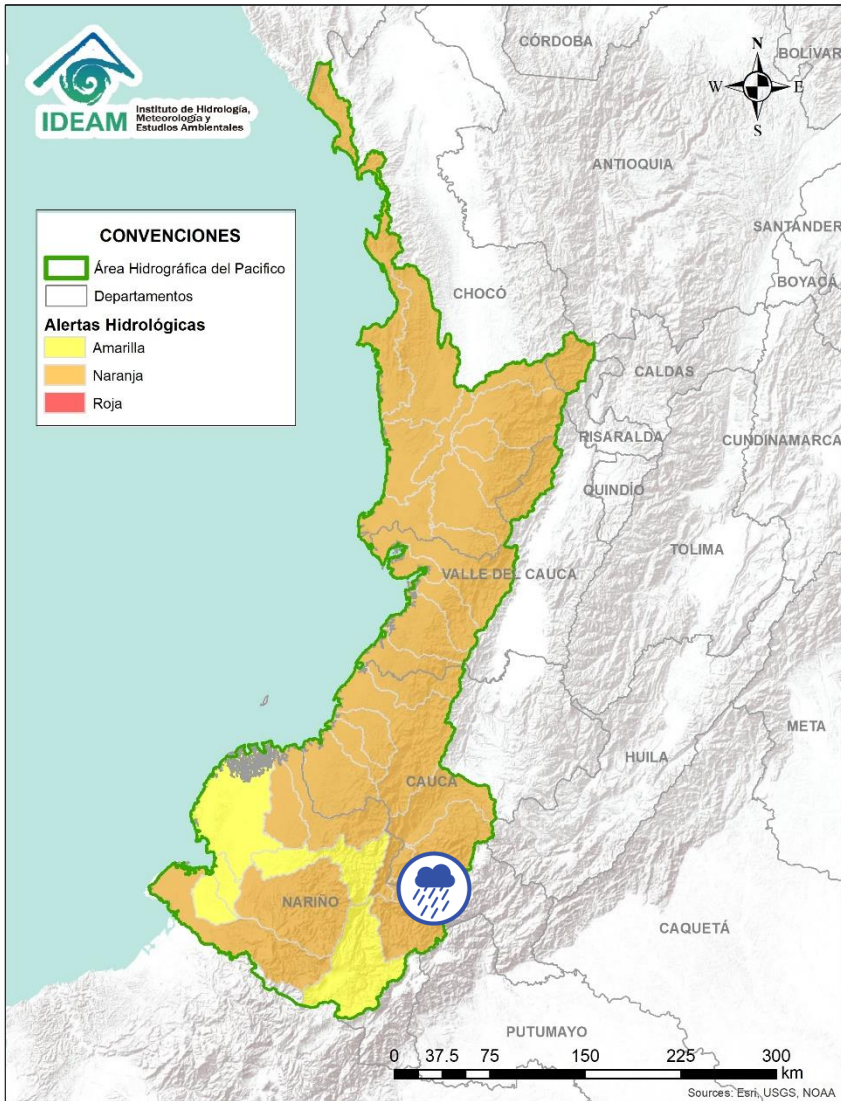 IDEAM
Instituto de Hidrología,
Meteorología y
Estudios Ambientales
CÓRDOBA
BOLÍVAR
N
W
E
S
ANTIOQUIA
SANTANDER
BOYACÁ
CONVENCIONES
Área Hidrográfica del Pacifico
Departamentos
Alertas Hidrológicas
Amarilla
Naranja
Roja
CHOCÓ
CALDAS
RISARALDA
CUNDINAMARCA
QUINDÍO
TOLIMA
VALLE DEL CAUCA
META
HUILA
CAUCA
NARIÑO
CAQUETÁ
PUTUMAYO
0 37.5 75 150 225 300
km
Sources: Esri, USGS, NOAA